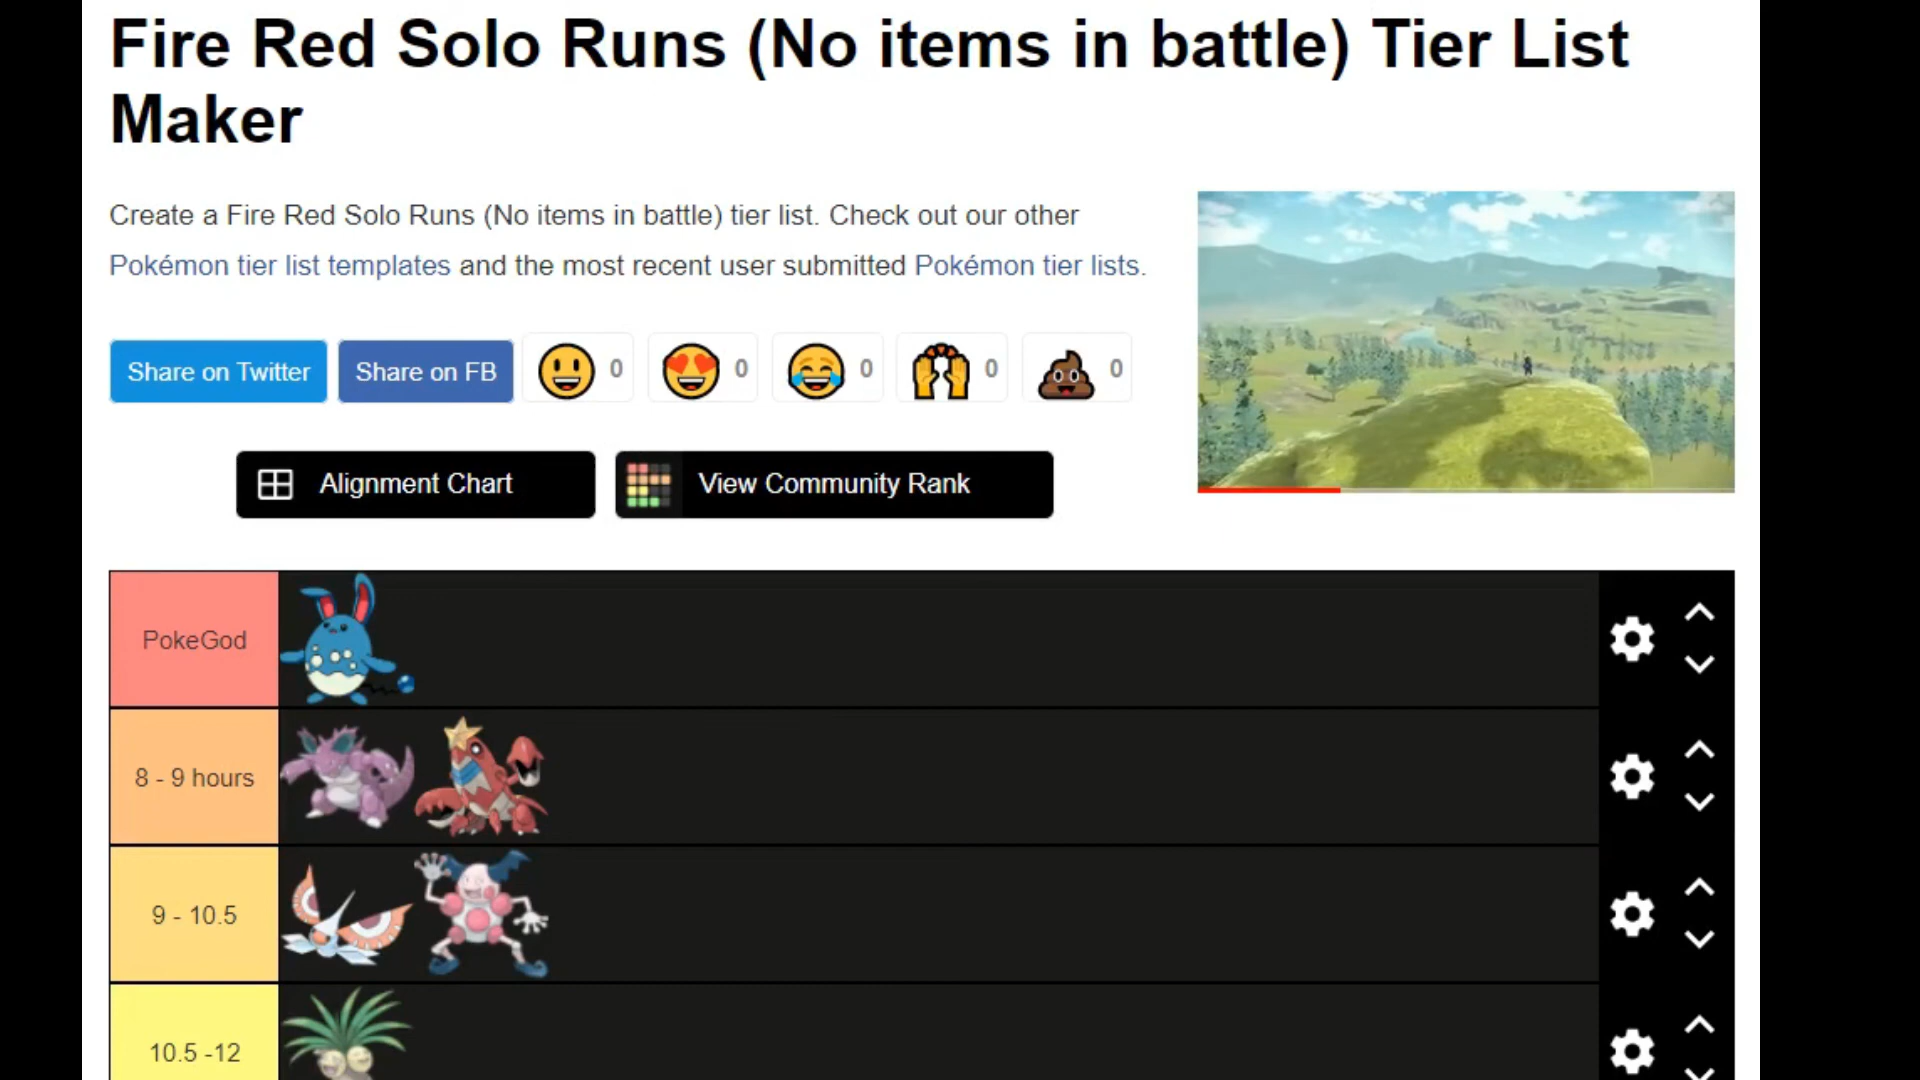 Fire Red Solo Runs (No items in battle) Tier List
Maker
Create a Fire Red Solo Runs (No items in battle) tier list. Check out our other
Pokémon tier list templates and the most recent user submitted Pokémon tier lists.
Share on Twitter
Share on FB
0
0
0
0
0
Alignment Chart
View Community Rank
PokeGod
8 - 9 hours
9 - 10.5
10.5 -12